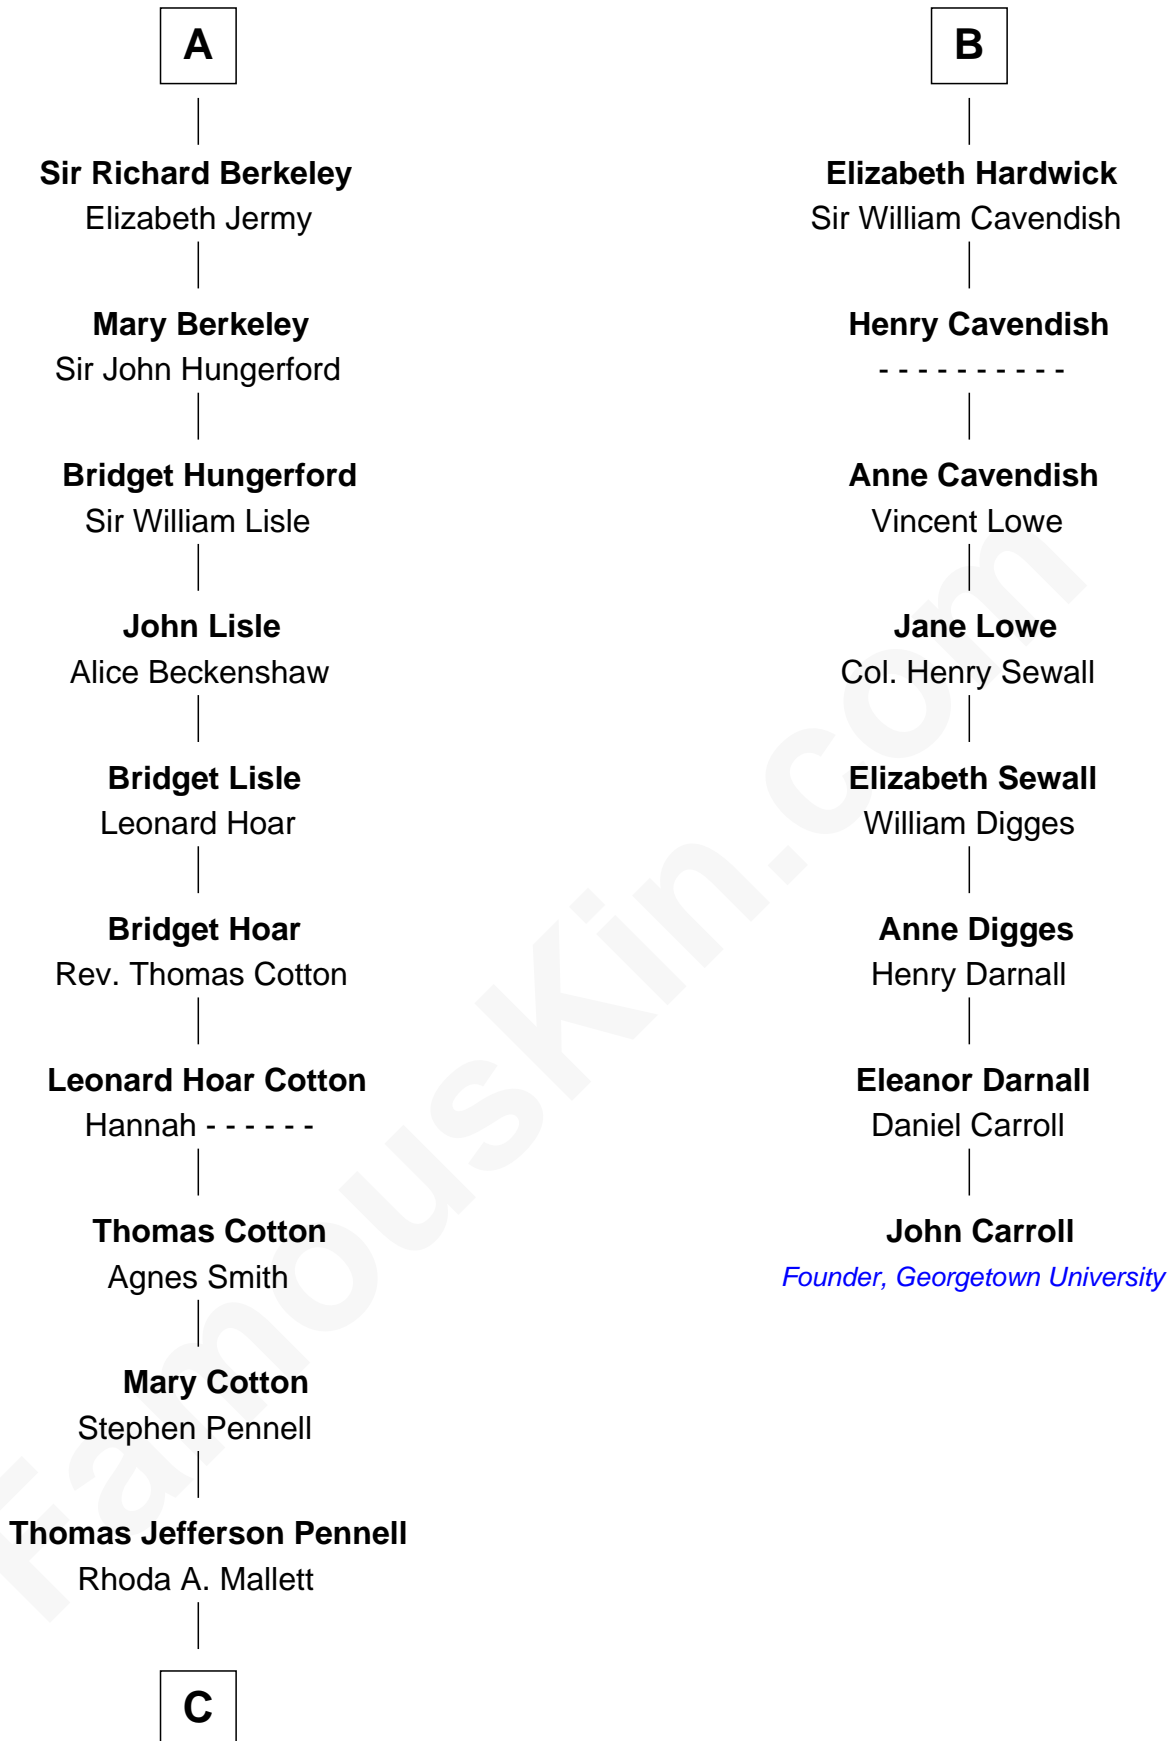 A
Sir Richard Berkeley
Elizabeth Jermy
Mary Berkeley
Sir John Hungerford
Bridget Hungerford
Sir William Lisle
John Lisle
Alice Beckenshaw
Bridget Lisle
Leonard Hoar
Bridget Hoar
Rev. Thomas Cotton
Leonard Hoar Cotton
Hannah - - - - - -
Thomas Cotton
Agnes Smith
Mary Cotton
Stephen Pennell
Thomas Jefferson Pennell
Rhoda A. Mallett
C
B
Elizabeth Hardwick
Sir William Cavendish
Henry Cavendish
- - - - - - - - - -
Anne Cavendish
Vincent Lowe
Jane Lowe
Col. Henry Sewall
Elizabeth Sewall
William Digges
Anne Digges
Henry Darnall
Eleanor Darnall
Daniel Carroll
John Carroll
Founder, Georgetown University
FamousKin.com